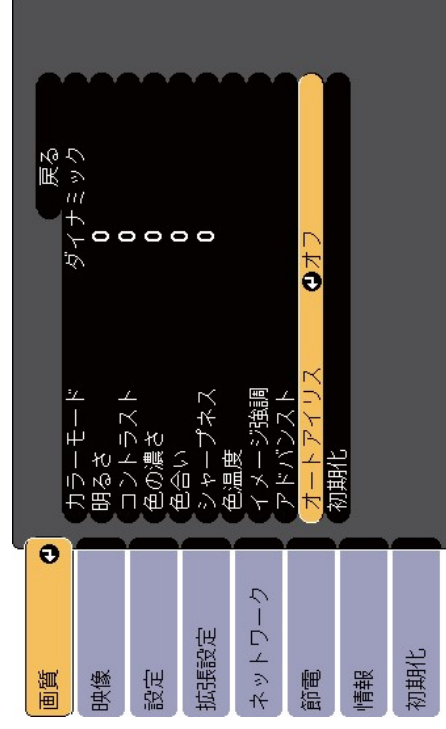 画質
映像
設定
拡張設定
ネットワーク
節電
情報
初期化
戻る
カラーモード ダイナミック
明るさ 0
コントラスト 0
色の濃さ 0
色合い 0
シャープネス 0
色温度
イメージ強調
アドバンスト
オートアイリス オフ
初期化